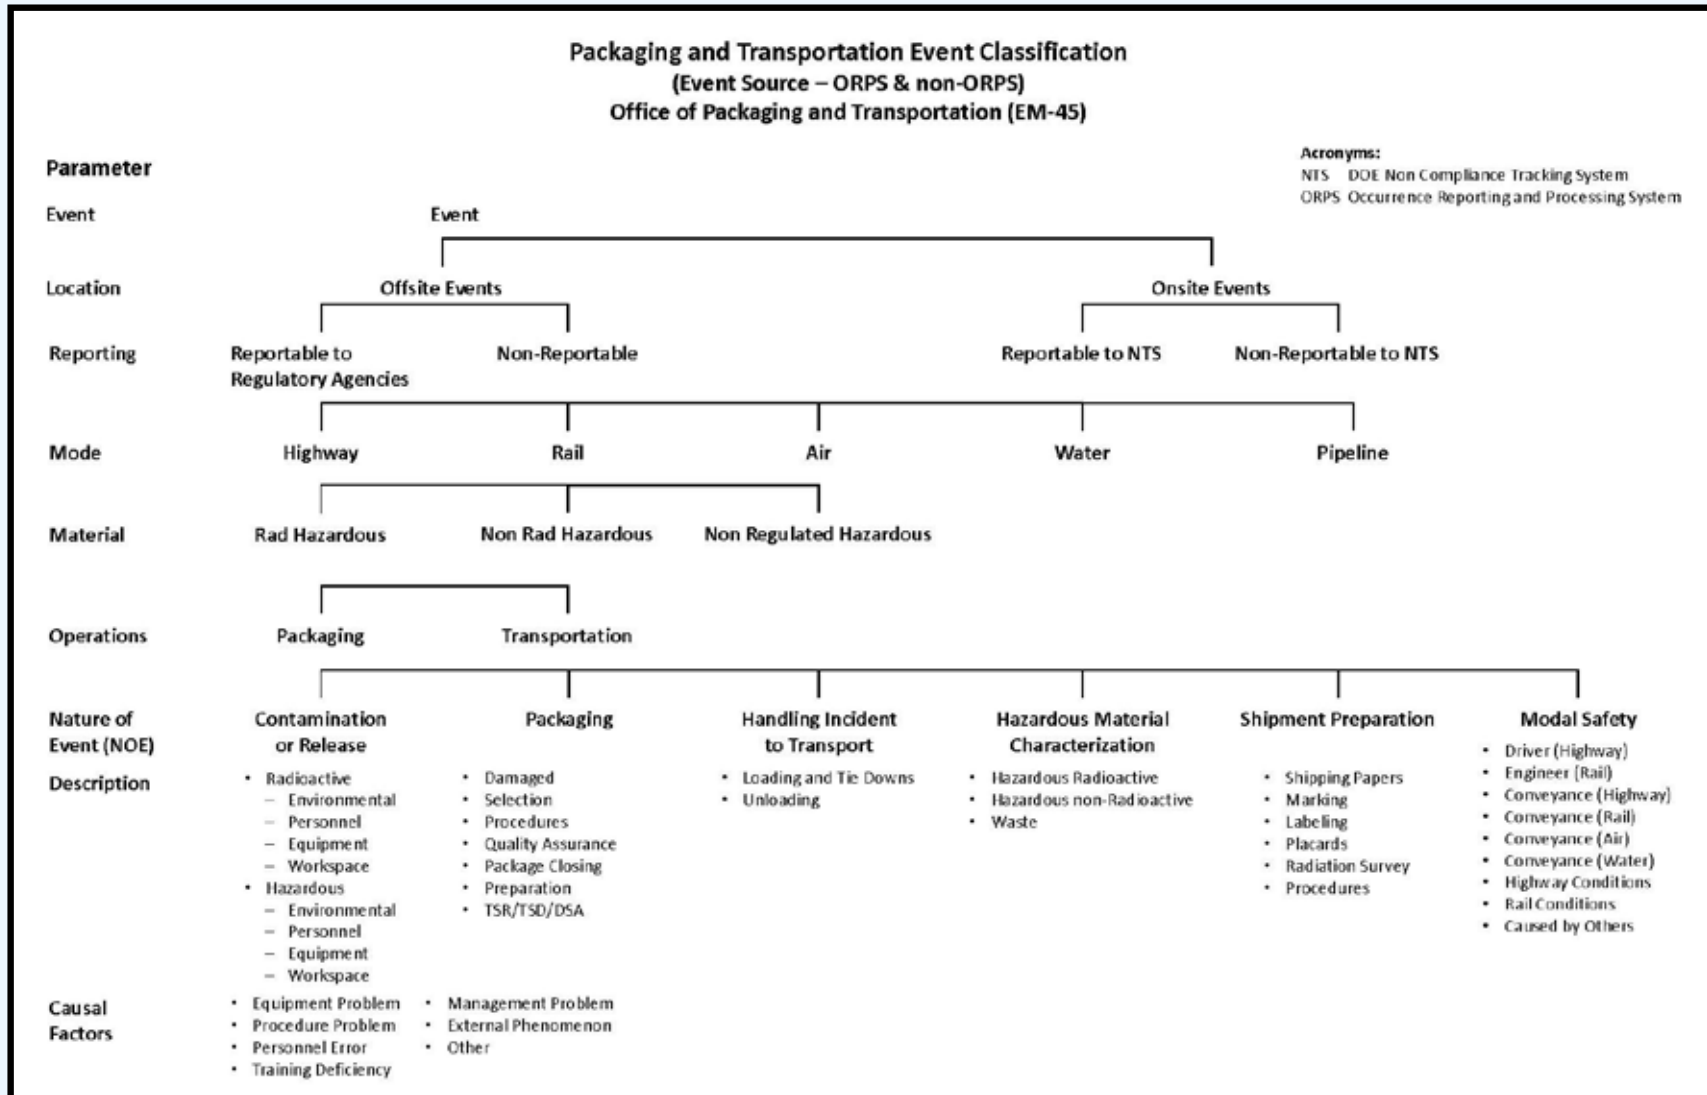 Packaging and Transportation Event Classification
(Event Source – ORPS & non-ORPS)
Office of Packaging and Transportation (EM-45)
Acronyms:
NTS DOE Non Compliance Tracking System
ORPS Occurrence Reporting and Processing System
Parameter
Event
Event
Location
Offsite Events
Onsite Events
Reporting
Reportable to
Regulatory Agencies
Non-Reportable
Reportable to NTS
Non-Reportable to NTS
Mode
Highway
Rail
Air
Water
Pipeline
Material
Rad Hazardous
Non Rad Hazardous
Non Regulated Hazardous
Operations
Packaging
Transportation
Nature of
Event (NOE)
Contamination
or Release
Packaging
Handling Incident
to Transport
Hazardous Material
Characterization
Shipment Preparation
Modal Safety
Description
• Radioactive
– Environmental
– Personnel
– Equipment
– Workspace
• Hazardous
– Environmental
– Personnel
– Equipment
– Workspace
• Damaged
• Selection
• Procedures
• Quality Assurance
• Package Closing
• Preparation
• TSR/TSD/DSA
• Loading and Tie Downs
• Unloading
• Hazardous Radioactive
• Hazardous non-Radioactive
• Waste
• Shipping Papers
• Marking
• Labeling
• Placards
• Radiation Survey
• Procedures
• Driver (Highway)
• Engineer (Rail)
• Conveyance (Highway)
• Conveyance (Rail)
• Conveyance (Air)
• Conveyance (Water)
• Highway Conditions
• Rail Conditions
• Caused by Others
Causal
Factors
• Equipment Problem
• Procedure Problem
• Personnel Error
• Training Deficiency
• Management Problem
• External Phenomenon
• Other